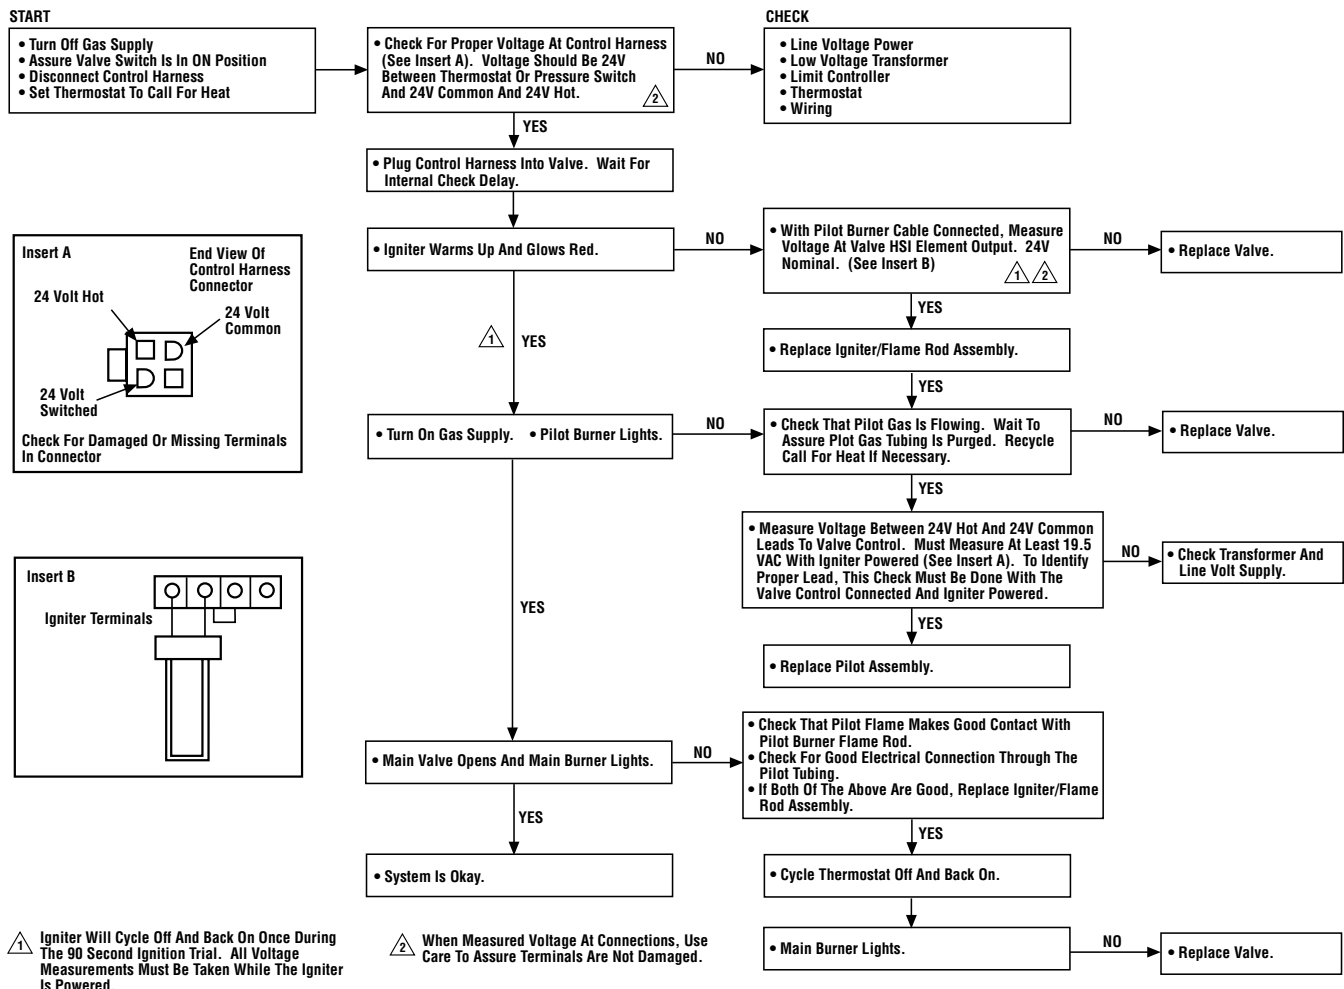 START
• Turn Off Gas Supply
• Assure Valve Switch Is In ON Position
• Disconnect Control Harness
• Set Thermostat To Call For Heat
• Check For Proper Voltage At Control Harness
(See Insert A). Voltage Should Be 24V
Between Thermostat Or Pressure Switch
And 24V Common And 24V Hot.
2
NO
CHECK
• Line Voltage Power
• Low Voltage Transformer
• Limit Controller
• Thermostat
• Wiring
YES
• Plug Control Harness Into Valve. Wait For
Internal Check Delay.
• Igniter Warms Up And Glows Red.
NO
• With Pilot Burner Cable Connected, Measure
Voltage At Valve HSI Element Output. 24V
Nominal. (See Insert B)
1 2
NO
• Replace Valve.
YES
• Replace Igniter/Flame Rod Assembly.
YES
1
YES
• Turn On Gas Supply. • Pilot Burner Lights.
NO
• Check That Pilot Gas Is Flowing. Wait To
Assure Plot Gas Tubing Is Purged. Recycle
Call For Heat If Necessary.
NO
• Replace Valve.
YES
• Measure Voltage Between 24V Hot And 24V Common
Leads To Valve Control. Must Measure At Least 19.5
VAC With Igniter Powered (See Insert A). To Identify
Proper Lead, This Check Must Be Done With The
Valve Control Connected And Igniter Powered.
NO
• Check Transformer And
Line Volt Supply.
YES
• Replace Pilot Assembly.
YES
• Main Valve Opens And Main Burner Lights.
NO
• Check That Pilot Flame Makes Good Contact With
Pilot Burner Flame Rod.
• Check For Good Electrical Connection Through The
Pilot Tubing.
• If Both Of The Above Are Good, Replace Igniter/Flame
Rod Assembly.
YES
YES
• System Is Okay.
• Cycle Thermostat Off And Back On.
• Main Burner Lights.
NO
• Replace Valve.
Insert A
End View Of
Control Harness
Connector
24 Volt Hot
24 Volt
Common
24 Volt
Switched
Check For Damaged Or Missing Terminals
In Connector
Insert B
Igniter Terminals
1
Igniter Will Cycle Off And Back On Once During
The 90 Second Ignition Trial. All Voltage
Measurements Must Be Taken While The Igniter
Is Powered.
2
When Measured Voltage At Connections, Use
Care To Assure Terminals Are Not Damaged.